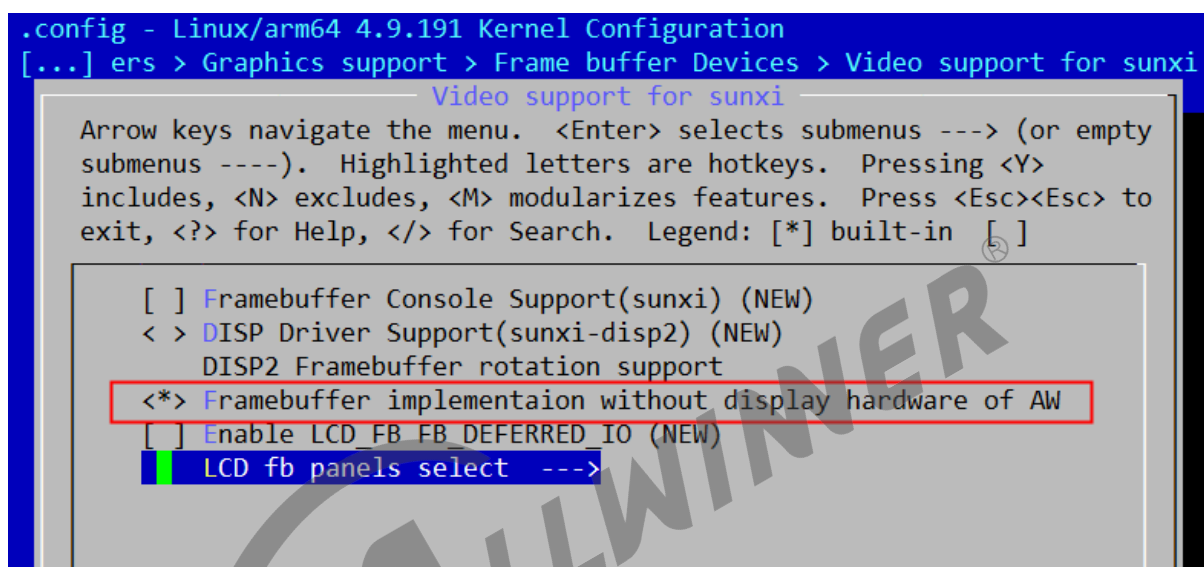 .config - Linux/arm64 4.9.191 Kernel Configuration
[...] ers > Graphics support > Frame buffer Devices > Video support for sunxi
Video support for sunxi
Arrow keys navigate the menu.  <Enter> selects submenus ---> (or empty
submenus ----).  Highlighted letters are hotkeys.  Pressing <Y>
includes, <N> excludes, <M> modularizes features.  Press <Esc><Esc> to
exit, <?> for Help, </> for Search.  Legend: [*] built-in  [ ]
[ ] Framebuffer Console Support(sunxi) (NEW)
< > DISP Driver Support(sunxi-disp2) (NEW)
DISP2 Framebuffer rotation support
<*> Framebuffer implementaion without display hardware of AW
[ ] Enable LCD_FB FB_DEFERRED_IO (NEW)
LCD fb panels select  --->
ALLWINNER®